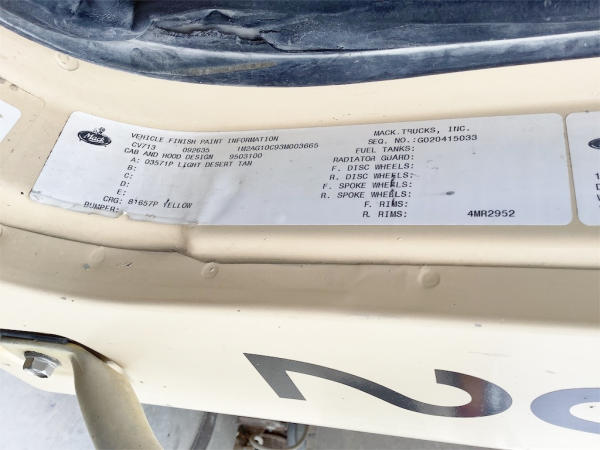 Mack
VEHICLE FINISH PAINT INFORMATION
CV713 092635 1M2AG10C93M003665
CAB AND HOOD DESIGN 9503100
A: 03571P LIGHT DESERT TAN
B:
C:
D:
E:
CRG: 81657P YELLOW
BUMPER:
MACK TRUCKS, INC.
SEQ. NO.:G020415033
FUEL TANKS:
RADIATOR GUARD:
F. DISC WHEELS:
R. DISC WHEELS:
F. SPOKE WHEELS:
R. SPOKE WHEELS:
F. RIMS:
R. RIMS: 4MR2952
2